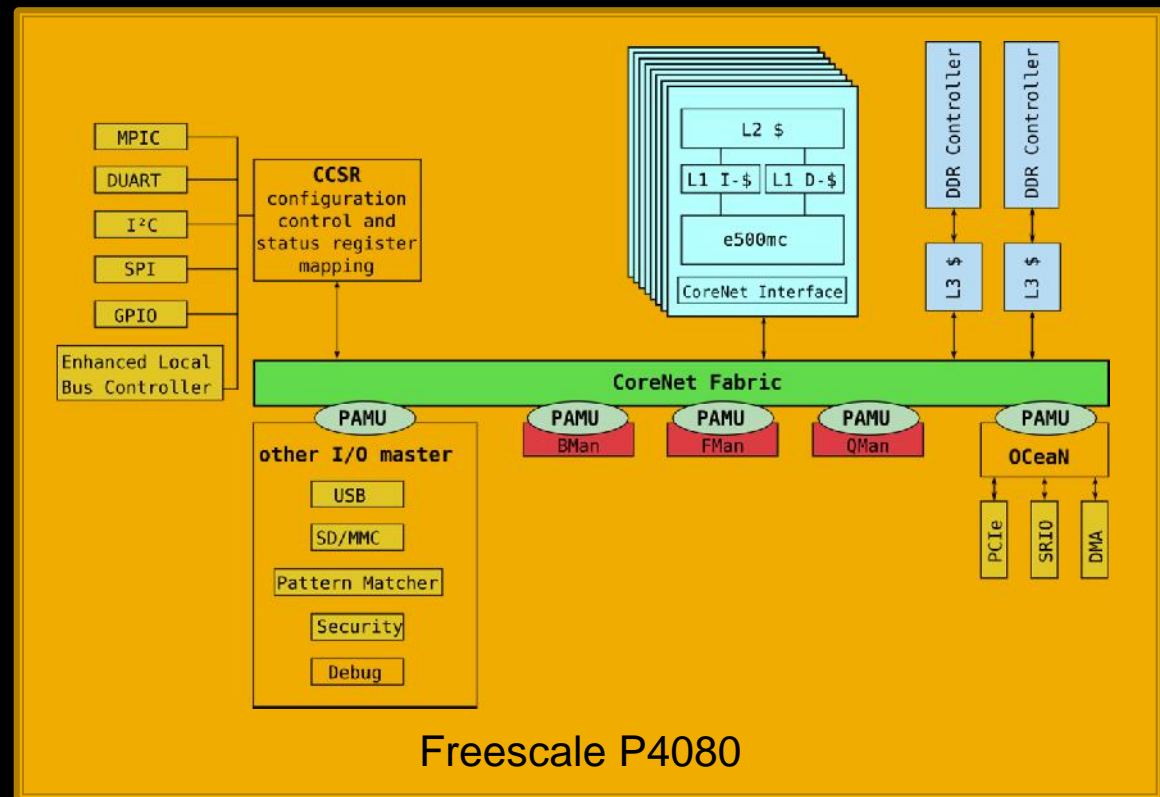 MPIC
DUART
I²C
SPI
GPIO
Enhanced Local
Bus Controller
CCSR
configuration
control and
status register
mapping
L2 $
L1 I-$ L1 D-$
e500mc
CoreNet Interface
DDR Controller
DDR Controller
L3 $
L3 $
CoreNet Fabric
PAMU
other I/O master
USB
SD/MMC
Pattern Matcher
Security
Debug
PAMU
BMan
PAMU
FMan
PAMU
QMan
PAMU
OCeaN
PCIe
SRIO
DMA
Freescale P4080